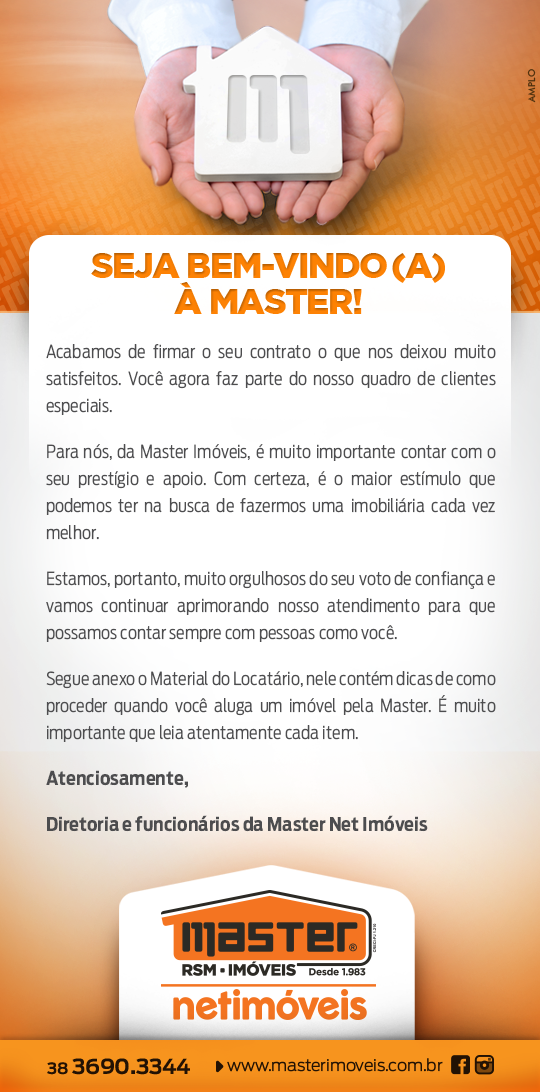 AMPLO
SEJA BEM-VINDO (A)
À MASTER!
Acabamos de firmar o seu contrato o que nos deixou muito
satisfeitos. Você agora faz parte do nosso quadro de clientes
especiais.
Para nós, da Master Imóveis, é muito importante contar com o
seu prestígio e apoio. Com certeza, é o maior estímulo que
podemos ter na busca de fazermos uma imobiliária cada vez
melhor.
Estamos, portanto, muito orgulhosos do seu voto de confiança e
vamos continuar aprimorando nosso atendimento para que
possamos contar sempre com pessoas como você.
Segue anexo o Material do Locatário, nele contém dicas de como
proceder quando você aluga um imóvel pela Master. É muito
importante que leia atentamente cada item.
Atenciosamente,
Diretoria e funcionários da Master Net Imóveis
master®
RSM • IMÓVEIS Desde 1.983
netimóveis
38 3690.3344 www.masterimoveis.com.br